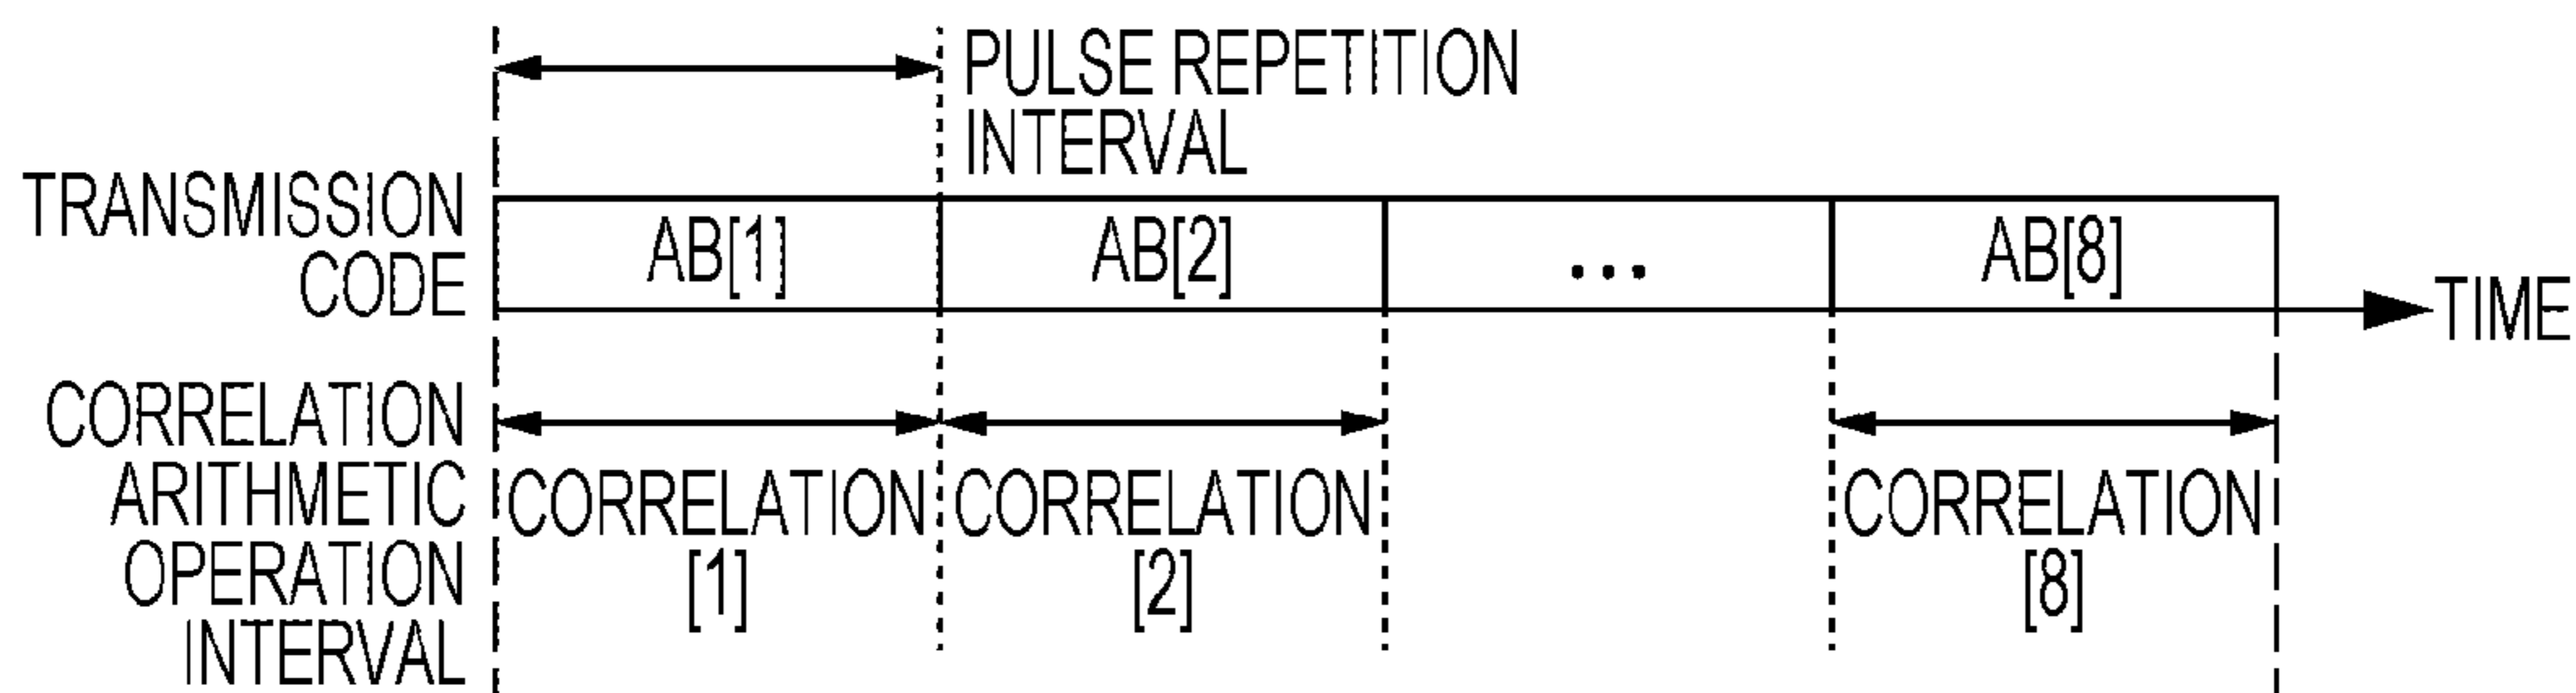 PULSE REPETITION
INTERVAL
TRANSMISSION
CODE
AB[1] AB[2] ... AB[8]
TIME
CORRELATION
ARITHMETIC
OPERATION
INTERVAL
CORRELATION
[1]
CORRELATION
[2]
CORRELATION
[8]